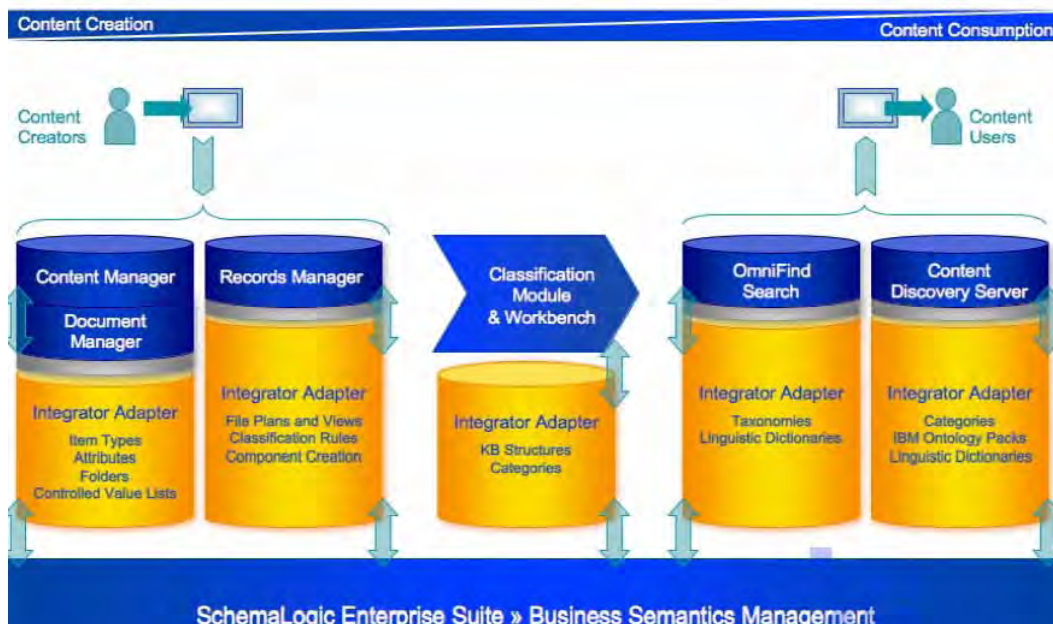 Content Creation
Content Consumption
Content
Creators
Content
Users
Content Manager
Document
Manager
Integrator Adapter
Item Types
Attributes
Folders
Controlled Value Lists
Records Manager
Integrator Adapter
File Plans and Views
Classification Rules
Component Creation
Classification
Module
& Workbench
Integrator Adapter
KB Structures
Categories
OmniFind
Search
Integrator Adapter
Taxonomies
Linguistic Dictionaries
Content
Discovery Server
Integrator Adapter
Categories
IBM Ontology Packs
Linguistic Dictionaries
SchemaLogic Enterprise Suite » Business Semantics Management